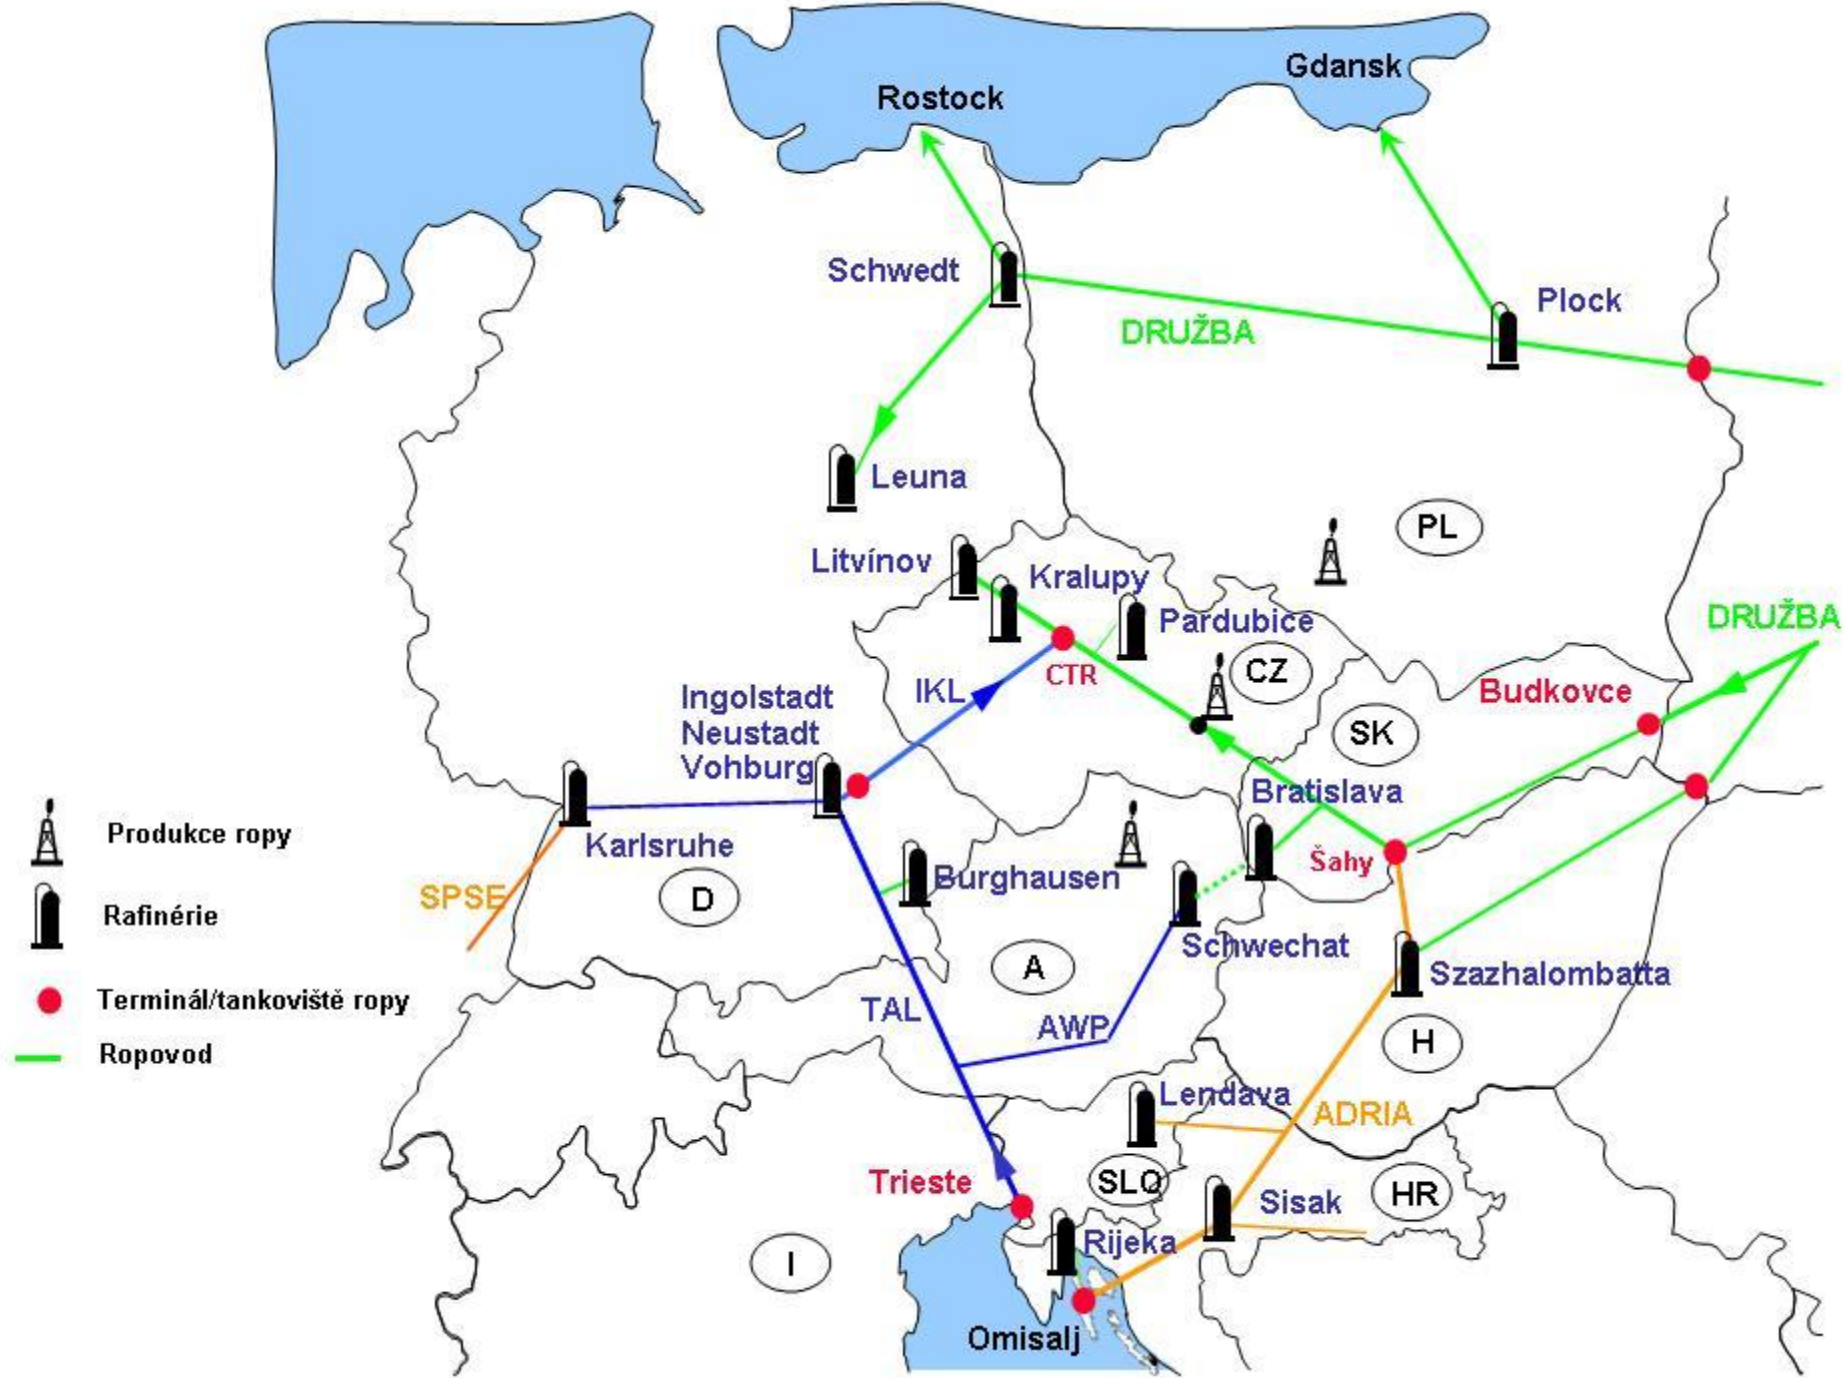 Gdansk
Rostock
Schwedt
Plock
DRUŽBA
Leuna
PL
Litvínov
Kralupy
Pardubice
DRUŽBA
CZ
CTR
IKL
Budkovce
Ingolstadt
Neustadt
Vohburg
SK
Bratislava
Produkce ropy
Karlsruhe
Šahy
Burghausen
SPSE
D
Rafinérie
Schwechat
A
Szazhalombatta
Terminál/tankoviště ropy
TAL
AWP
H
Ropovod
Lendava
ADRIA
Trieste
SLO
HR
Sisak
Rijeka
I
Omisalj